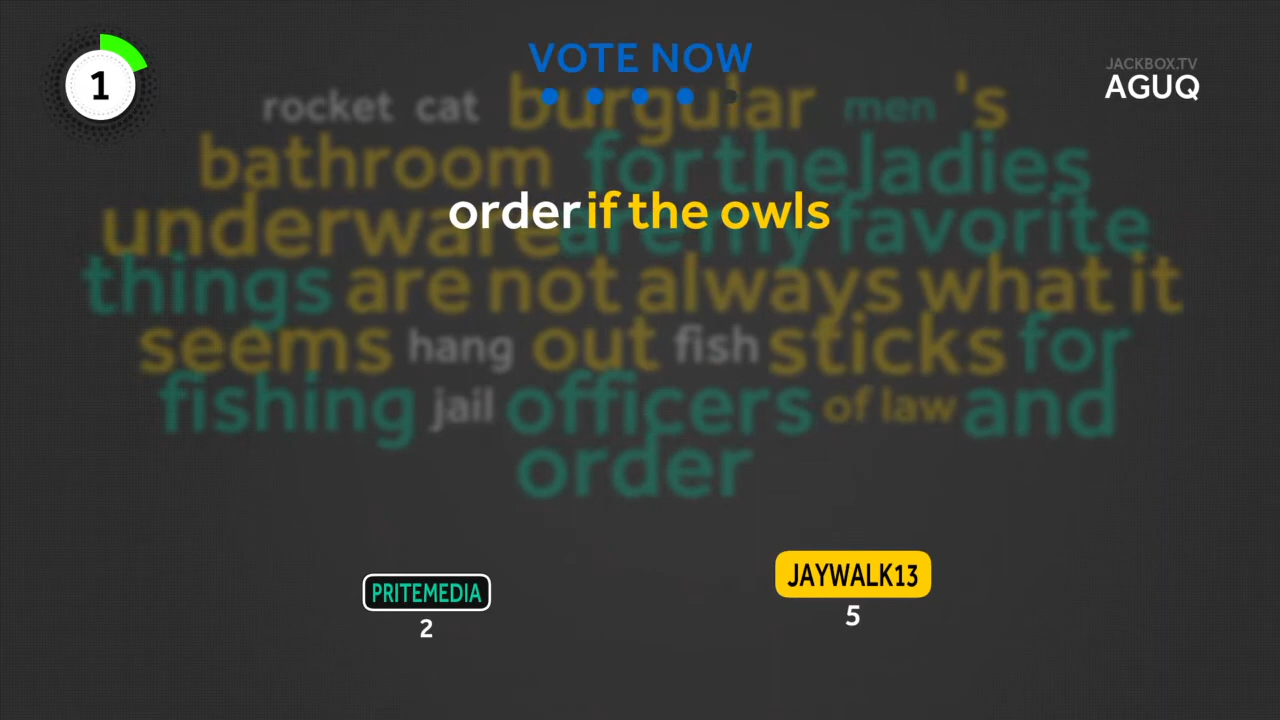 1
VOTE NOW
JACKBOX.TV
AGUQ
rocket cat burgular men 's
bathroom for the ladies
order if the owls
underware are my favorite
things are not always what it
seems hang out fish sticks for
fishing jail officers of law and
order
PRITEMEDIA
2
JAYWALK13
5